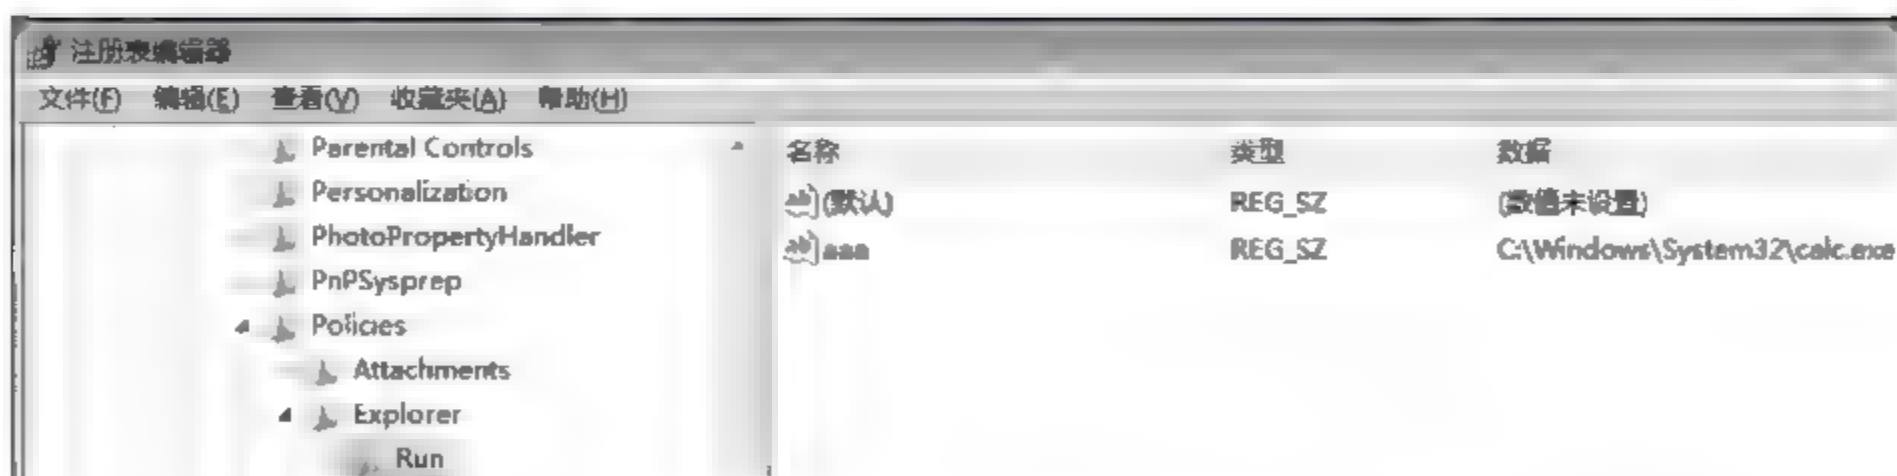 注册表编辑器
文件(F) 编辑(E) 查看(V) 收藏夹(A) 帮助(H)
Parental Controls
Personalization
PhotoPropertyHandler
PnPSysprep
Policies
Attachments
Explorer
Run
名称 类型 数据
(默认) REG_SZ (数值未设置)
aaa REG_SZ C:\Windows\System32\calc.exe